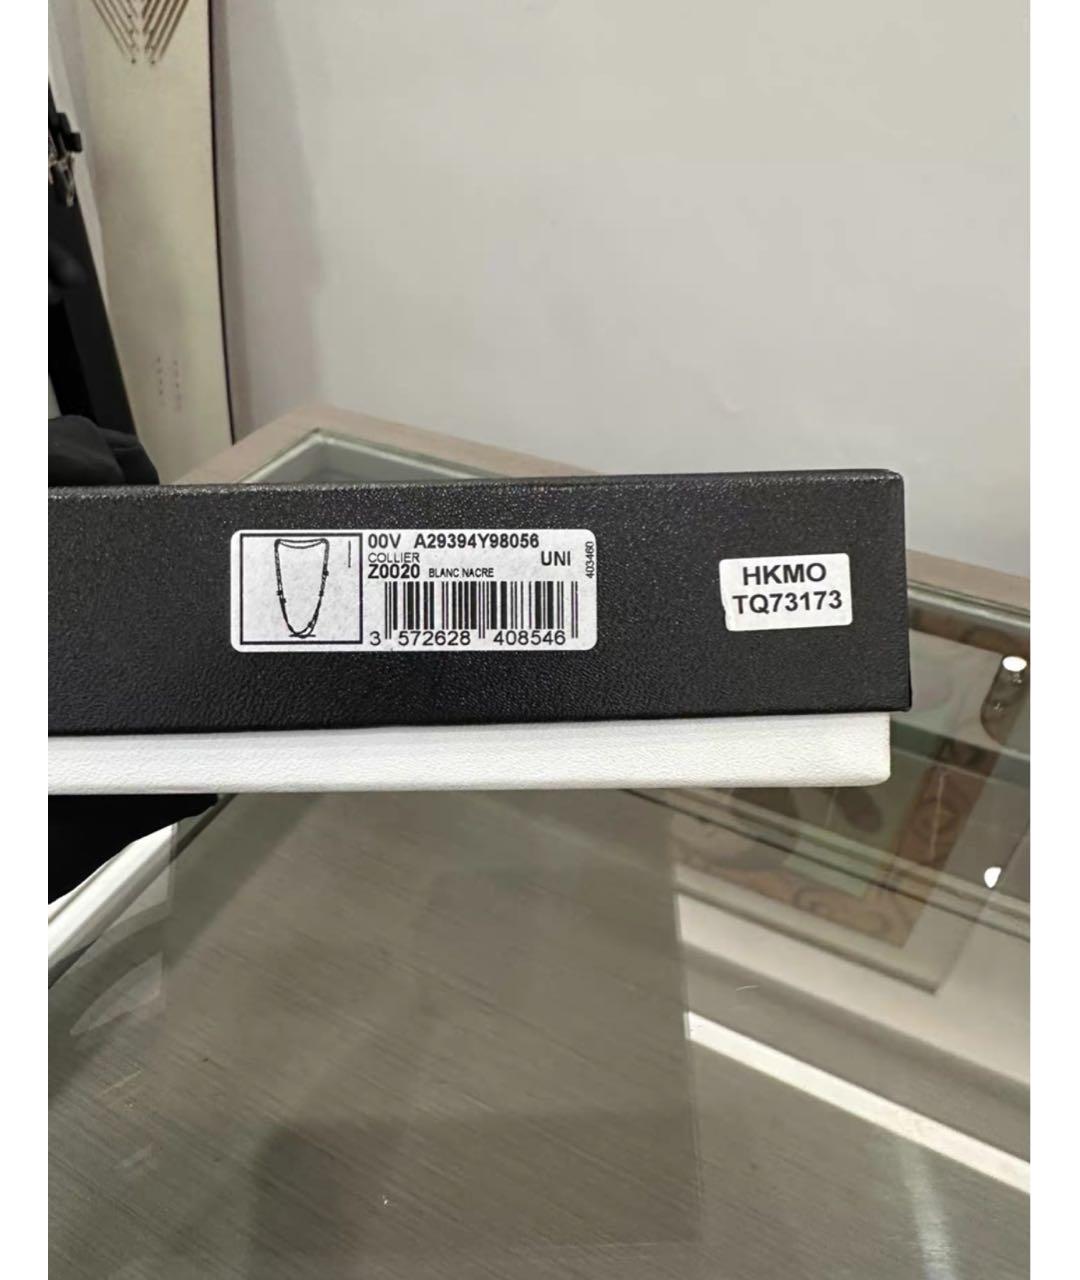 00V A29394Y98056
COLLIER UNI
Z0020 BLANC NACRE
403460
3 572628 408546
HKMO
TQ73173